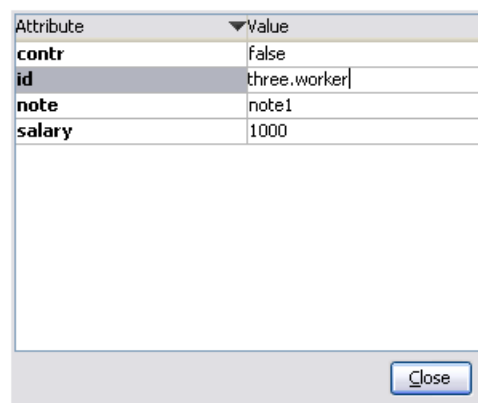 Attribute Value
contr false
id three.worker
note note1
salary 1000
Close